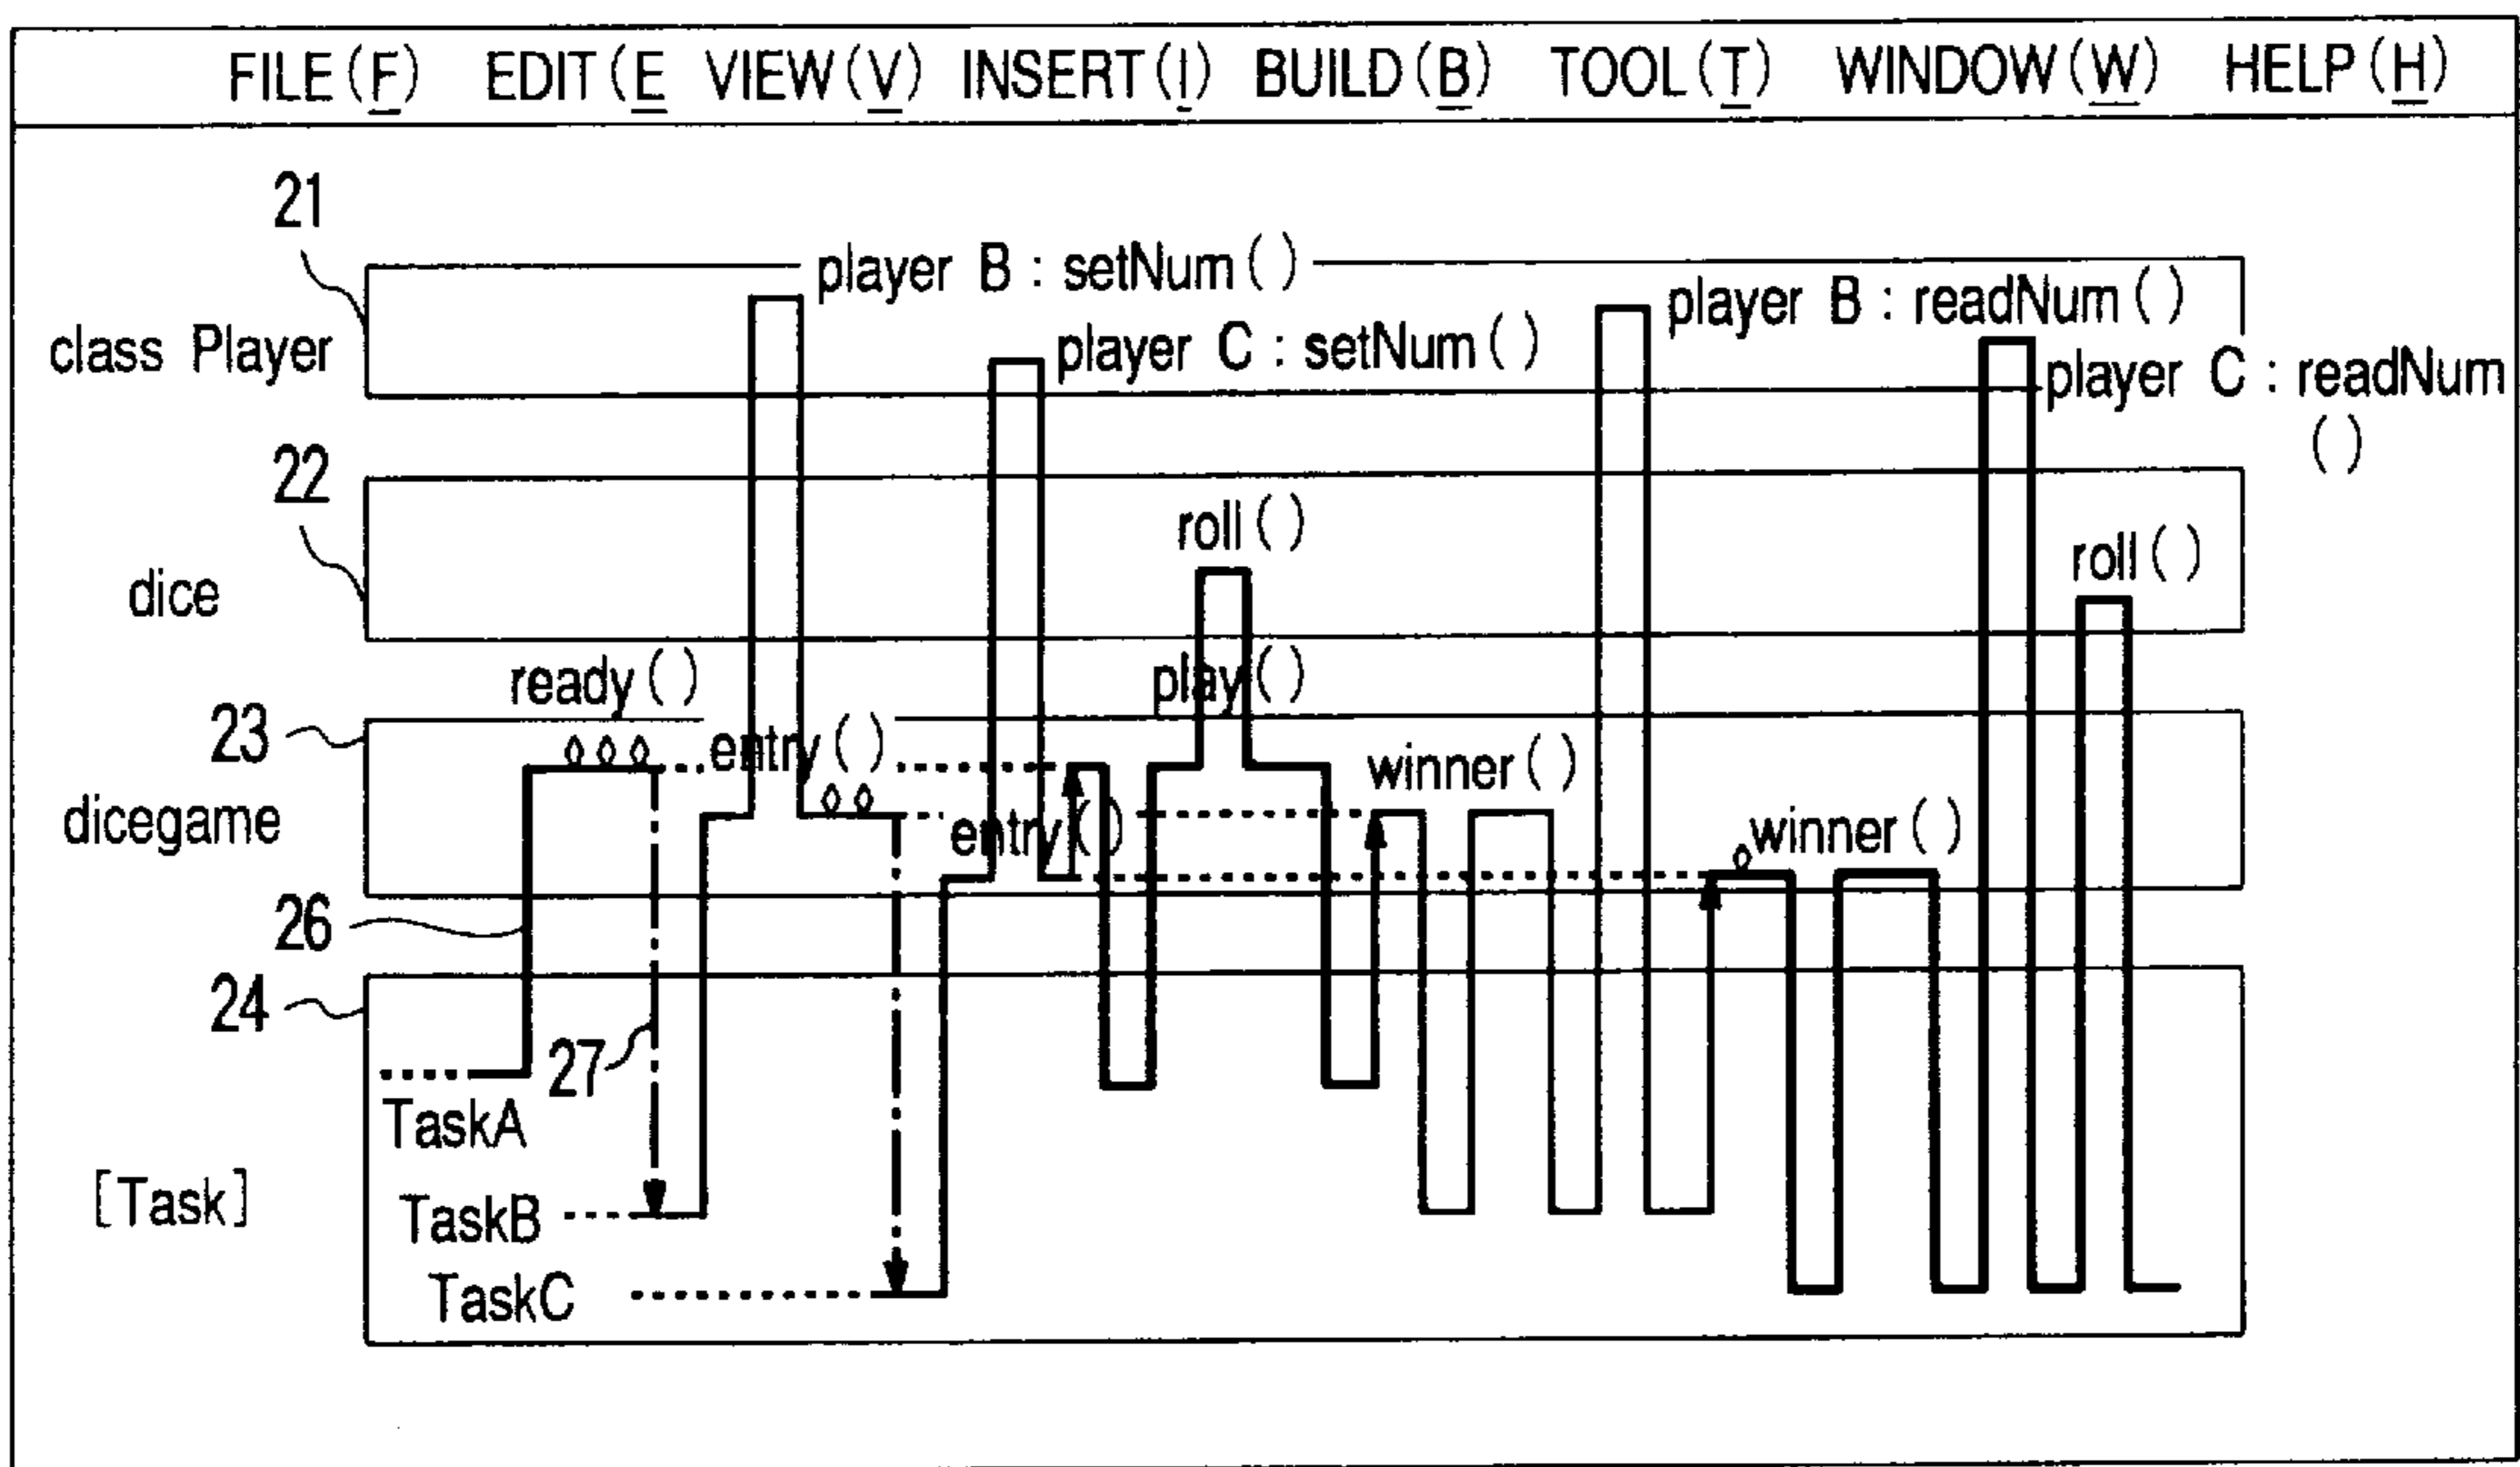 FILE(F) EDIT(E VIEW(V) INSERT(I) BUILD(B) TOOL(T) WINDOW(W) HELP(H)
21
player B : setNum()
player B : readNum()
class Player
player C : setNum()
player C : readNum
()
22
roll()
roll()
dice
ready()
play()
23
entry()
winner()
dicegame
entry()
winner()
26
24
27
TaskA
[Task]
TaskB
TaskC